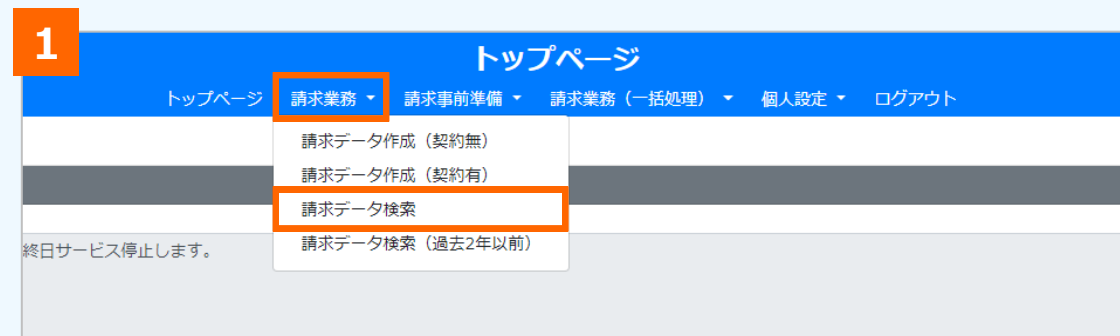 1
トップページ
トップページ 請求業務 請求事前準備 請求業務（一括処理） 個人設定 ログアウト
請求データ作成（契約無）
請求データ作成（契約有）
請求データ検索
請求データ検索（過去2年以前）
終日サービス停止します。